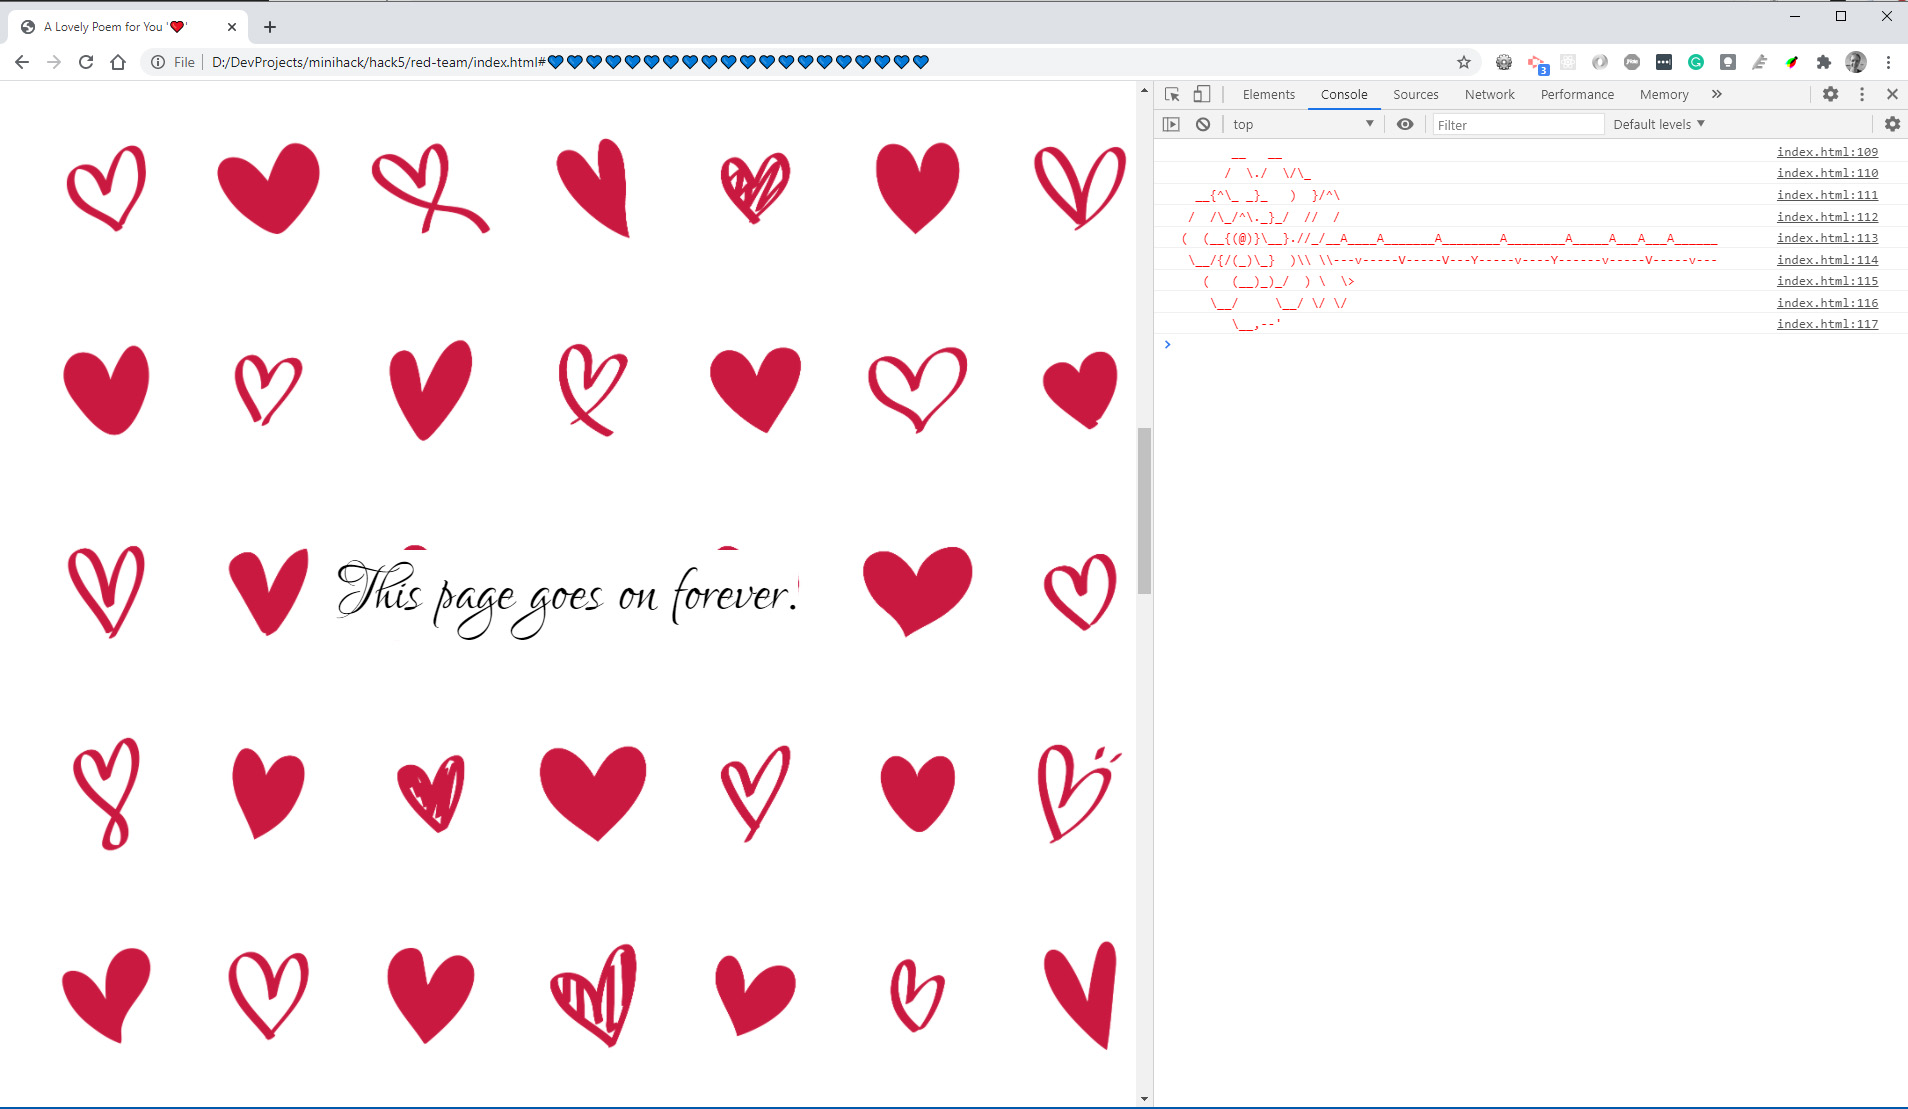 A Lovely Poem for You '❤️'
File D:/DevProjects/minihack/hack5/red-team/index.html#💙💙💙💙💙💙💙💙💙💙💙💙💙💙💙💙💙💙💙💙
3
Elements Console Sources Network Performance Memory »
top Filter Default levels
       __   __ index.html:109
      /  \./  \/\_ index.html:110
  __{^\_ _}_   )  }/^\ index.html:111
 /  /\_/^\._}_/  //  / index.html:112
(  (__{(@)}\__}.//_/__A____A_______A________A________A_____A___A___A______ index.html:113
 \__/{/(_)\_}  )\\ \\---v-----V-----V---Y-----v----Y------v-----V-----v--- index.html:114
   (   (__)_)_/  ) \  \> index.html:115
    \__/     \__/ \/ \/ index.html:116
       \__,--' index.html:117
>
This page goes on forever.